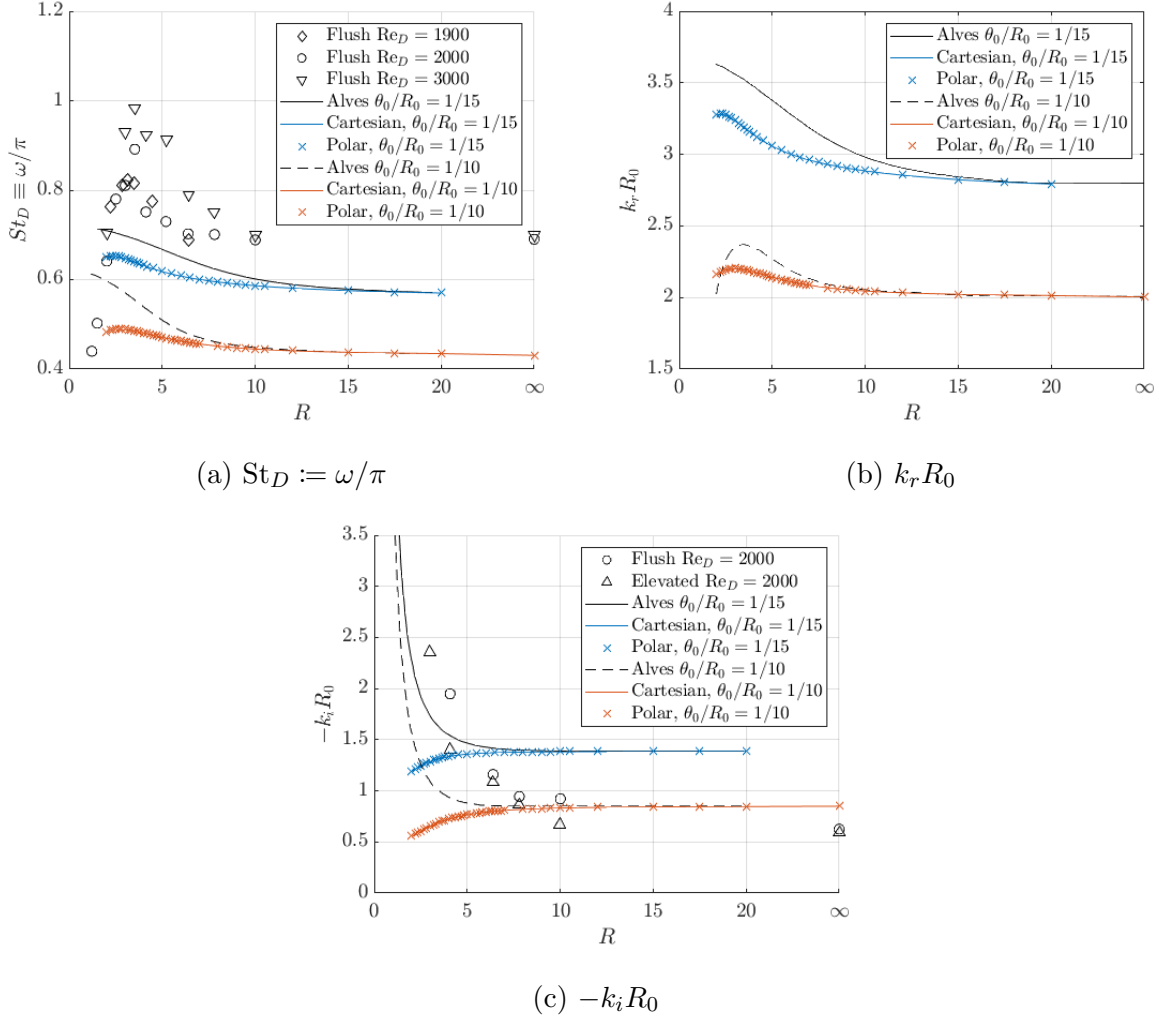 1.2
1
0.8
0.6
0.4
St_D ≡ ω/π
0 5 10 15 20 ∞
R
Flush Re_D = 1900
Flush Re_D = 2000
Flush Re_D = 3000
Alves θ_0/R_0 = 1/15
Cartesian, θ_0/R_0 = 1/15
Polar, θ_0/R_0 = 1/15
Alves θ_0/R_0 = 1/10
Cartesian, θ_0/R_0 = 1/10
Polar, θ_0/R_0 = 1/10
(a) St_D := ω/π
4
3.5
3
2.5
2
1.5
k_r R_0
0 5 10 15 20 ∞
R
Alves θ_0/R_0 = 1/15
Cartesian, θ_0/R_0 = 1/15
Polar, θ_0/R_0 = 1/15
Alves θ_0/R_0 = 1/10
Cartesian, θ_0/R_0 = 1/10
Polar, θ_0/R_0 = 1/10
(b) k_r R_0
3.5
3
2.5
2
1.5
1
0.5
0
−k_i R_0
0 5 10 15 20 ∞
R
Flush Re_D = 2000
Elevated Re_D = 2000
Alves θ_0/R_0 = 1/15
Cartesian, θ_0/R_0 = 1/15
Polar, θ_0/R_0 = 1/15
Alves θ_0/R_0 = 1/10
Cartesian, θ_0/R_0 = 1/10
Polar, θ_0/R_0 = 1/10
(c) −k_i R_0